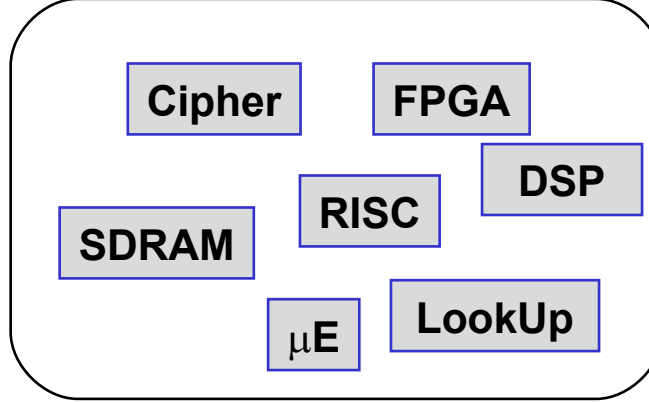 Cipher
FPGA
DSP
RISC
SDRAM
LookUp
μE